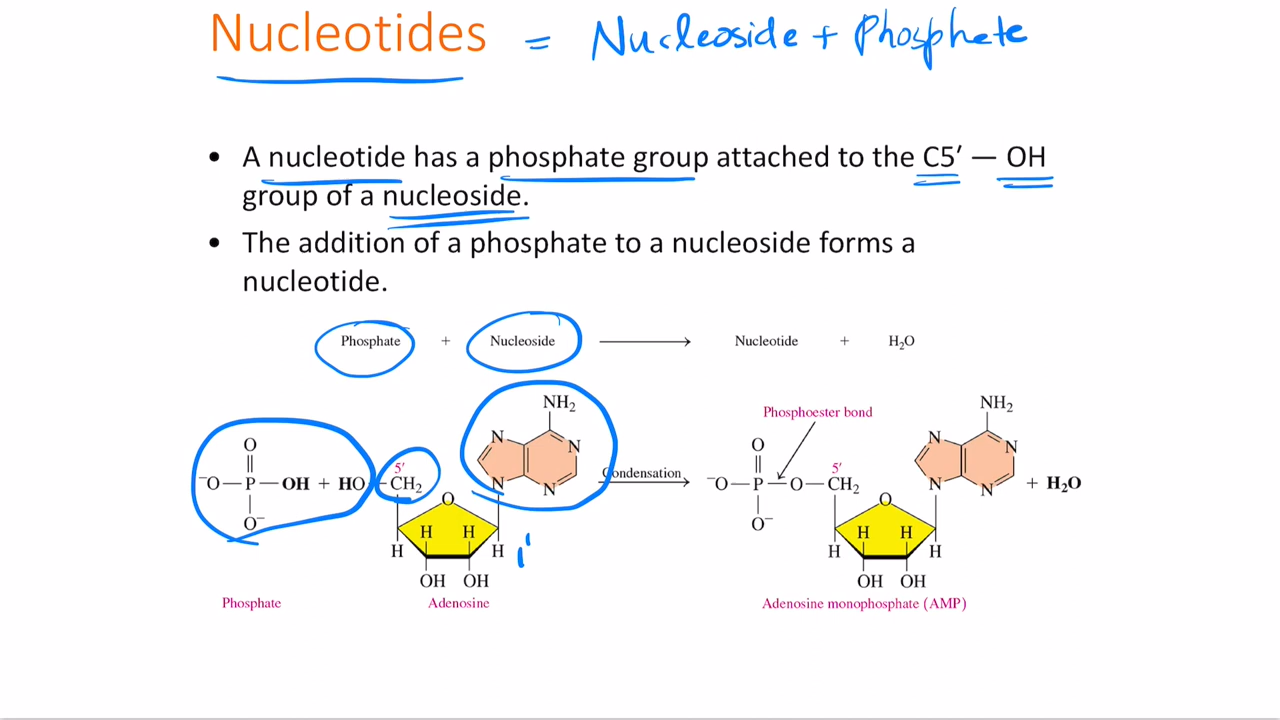 Nucleotides = Nucleoside + Phosphete
• A nucleotide has a phosphate group attached to the C5′ — OH
group of a nucleoside.
• The addition of a phosphate to a nucleoside forms a
nucleotide.
Phosphate + Nucleoside ⟶ Nucleotide + H₂O
NH₂ NH₂
Phosphoester bond
O N N O N N
5′ 5′
⁻O—P—OH + HO—CH₂ N N Condensation ⁻O—P—O—CH₂ N N + H₂O
O⁻ O O⁻ O
H H H H
H H 1' H H
OH OH OH OH
Phosphate Adenosine Adenosine monophosphate (AMP)